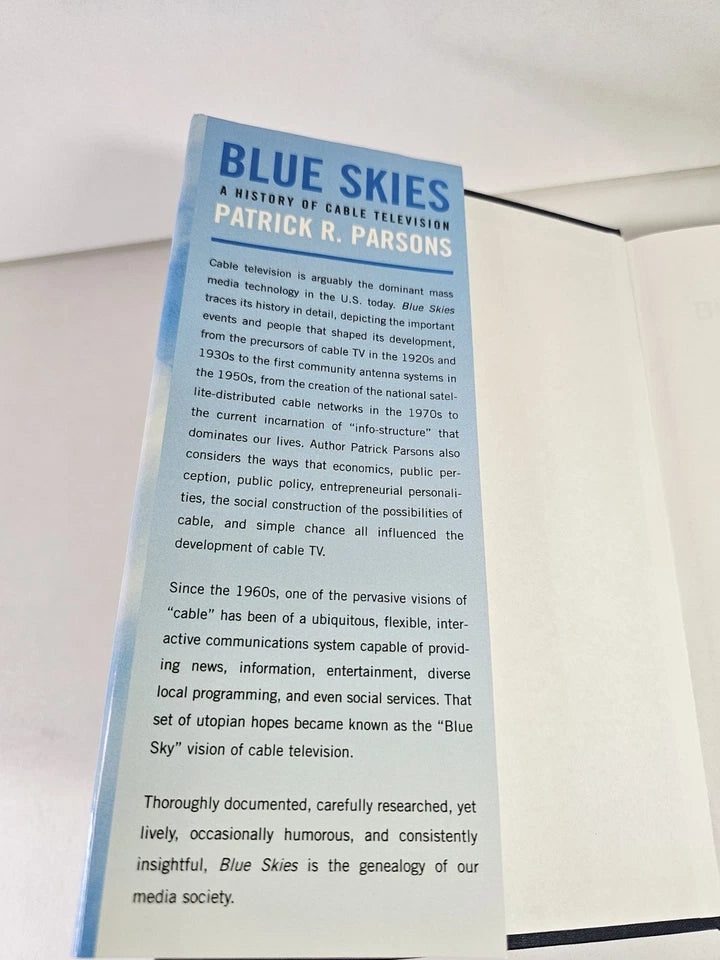 BLUE SKIES
A HISTORY OF CABLE TELEVISION
PATRICK R. PARSONS
Cable television is arguably the dominant mass
media technology in the U.S. today. Blue Skies
traces its history in detail, depicting the important
events and people that shaped its development,
from the precursors of cable TV in the 1920s and
1930s to the first community antenna systems in
the 1950s, from the creation of the national satel-
lite-distributed cable networks in the 1970s to
the current incarnation of “info-structure” that
dominates our lives. Author Patrick Parsons also
considers the ways that economics, public per-
ception, public policy, entrepreneurial personali-
ties, the social construction of the possibilities of
cable, and simple chance all influenced the
development of cable TV.
Since the 1960s, one of the pervasive visions of
“cable” has been of a ubiquitous, flexible, inter-
active communications system capable of provid-
ing news, information, entertainment, diverse
local programming, and even social services. That
set of utopian hopes became known as the “Blue
Sky” vision of cable television.
Thoroughly documented, carefully researched, yet
lively, occasionally humorous, and consistently
insightful, Blue Skies is the genealogy of our
media society.